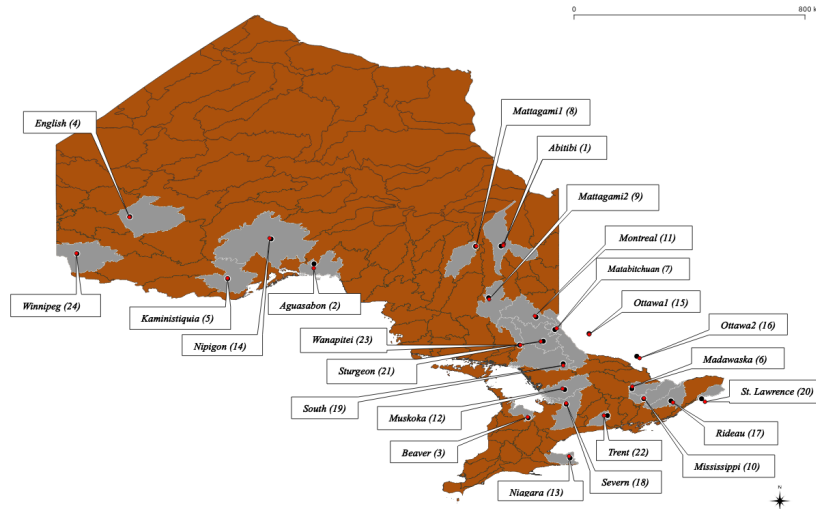 0
800 k
English (4)
Mattagami1 (8)
Abitibi (1)
Mattagami2 (9)
Montreal (11)
Matabitchuan (7)
Ottawa1 (15)
Ottawa2 (16)
Madawaska (6)
St. Lawrence (20)
Rideau (17)
Mississippi (10)
Winnipeg (24)
Kaministiquia (5)
Aguasabon (2)
Nipigon (14)
Wanapitei (23)
Sturgeon (21)
South (19)
Muskoka (12)
Beaver (3)
Trent (22)
Severn (18)
Niagara (13)
N